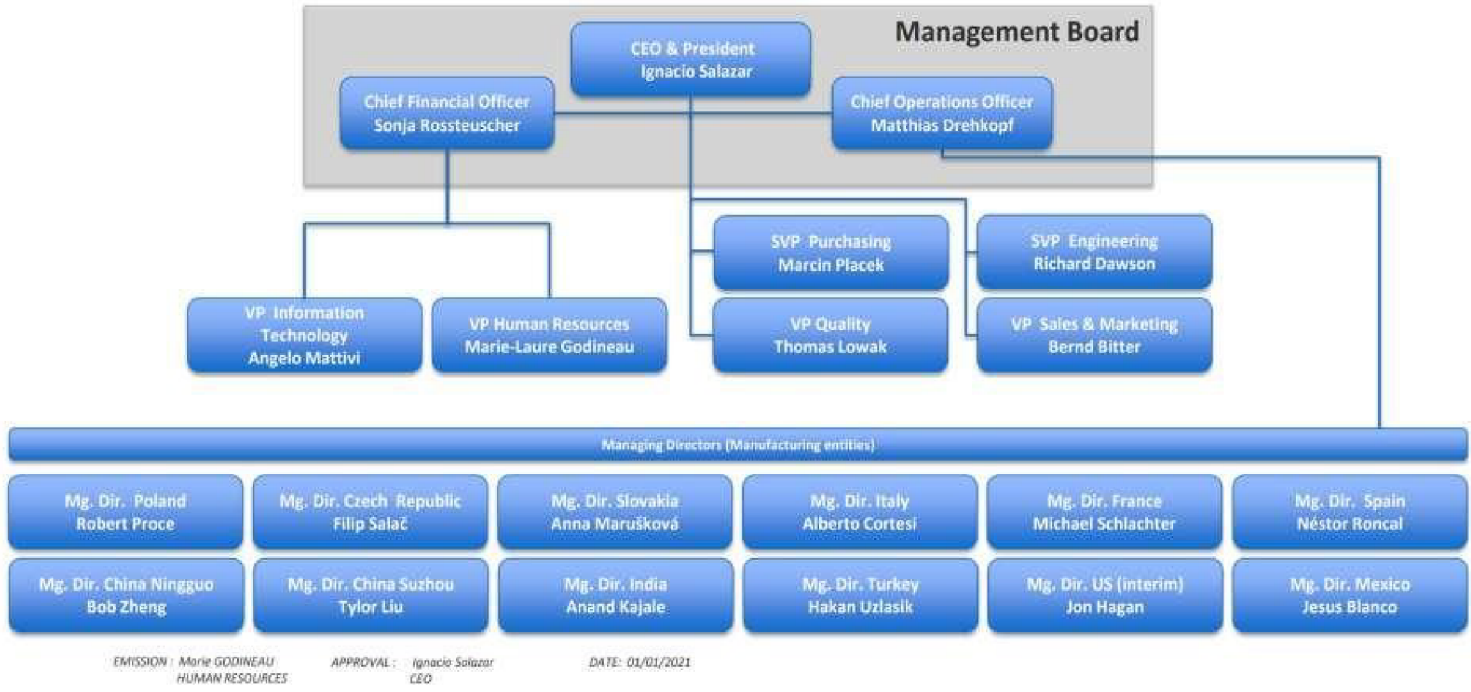 Management Board
CEO & President
Ignacio Salazar
Chief Financial Officer
Sonja Rossteuscher
Chief Operations Officer
Matthias Drehkopf
SVP Purchasing
Marcin Placek
SVP Engineering
Richard Dawson
VP Information
Technology
Angelo Mattivi
VP Human Resources
Marie-Laure Godineau
VP Quality
Thomas Lowak
VP Sales & Marketing
Bernd Bitter
Managing Directors (Manufacturing entities)
Mg. Dir. Poland
Robert Proce
Mg. Dir. Czech Republic
Filip Salač
Mg. Dir. Slovakia
Anna Marušková
Mg. Dir. Italy
Alberto Cortesi
Mg. Dir. France
Michael Schlachter
Mg. Dir. Spain
Néstor Roncal
Mg. Dir. China Ningguo
Bob Zheng
Mg. Dir. China Suzhou
Tylor Liu
Mg. Dir. India
Anand Kajale
Mg. Dir. Turkey
Hakan Uzlasik
Mg. Dir. US (interim)
Jon Hagan
Mg. Dir. Mexico
Jesus Blanco
EMISSION : Marie GODINEAU
HUMAN RESOURCES
APPROVAL : Ignacio Salazar
CEO
DATE: 01/01/2021